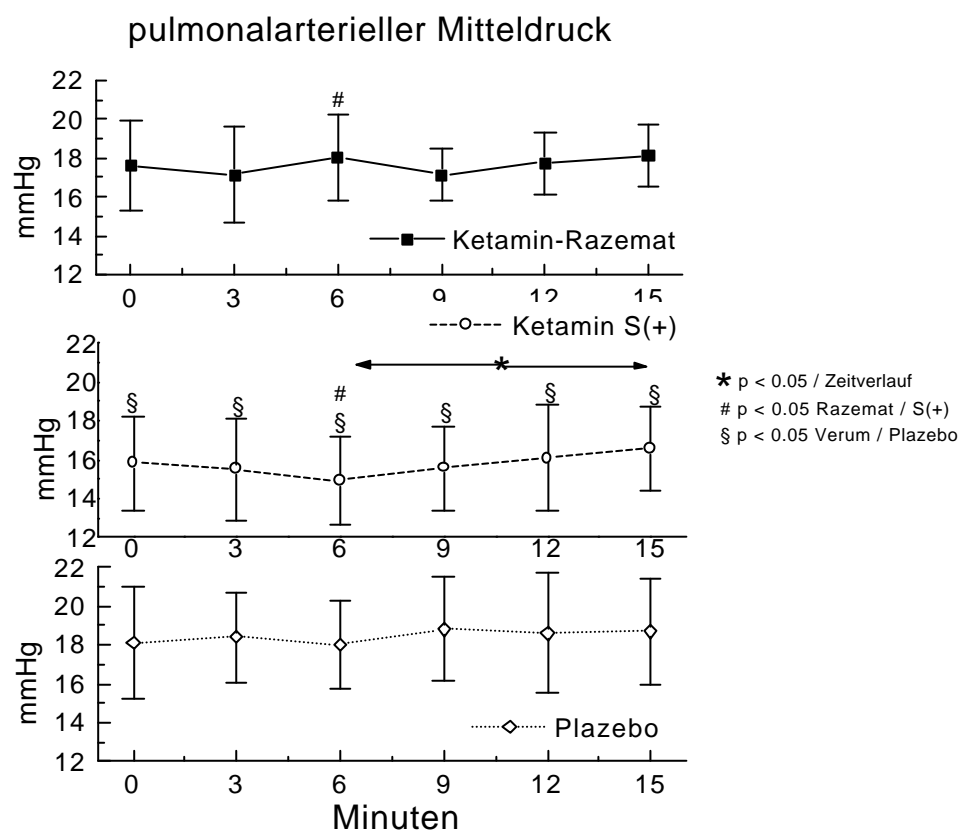 pulmonalarterieller Mitteldruck
22
20
18
16
14
12
mmHg
#
Ketamin-Razemat
0 3 6 9 12 15
Ketamin S(+)
22
20
18
16
14
12
mmHg
*
§ § # § § § §
* p < 0.05 / Zeitverlauf
# p < 0.05 Razemat / S(+)
§ p < 0.05 Verum / Plazebo
0 3 6 9 12 15
22
20
18
16
14
12
mmHg
Plazebo
0 3 6 9 12 15
Minuten